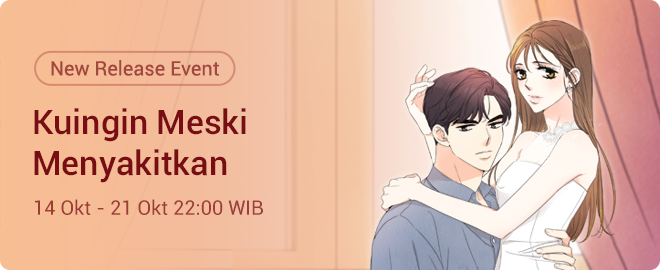 New Release Event
Kuingin Meski
Menyakitkan
14 Okt - 21 Okt 22:00 WIB